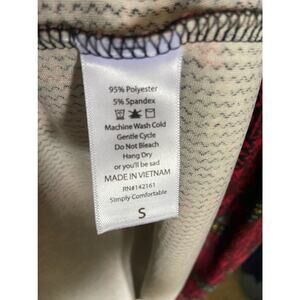 95% Polyester
5% Spandex
Machine Wash Cold
Gentle Cycle
Do Not Bleach
Hang Dry
or you'll be sad
MADE IN VIETNAM
RN#142161
Simply Comfortable
S